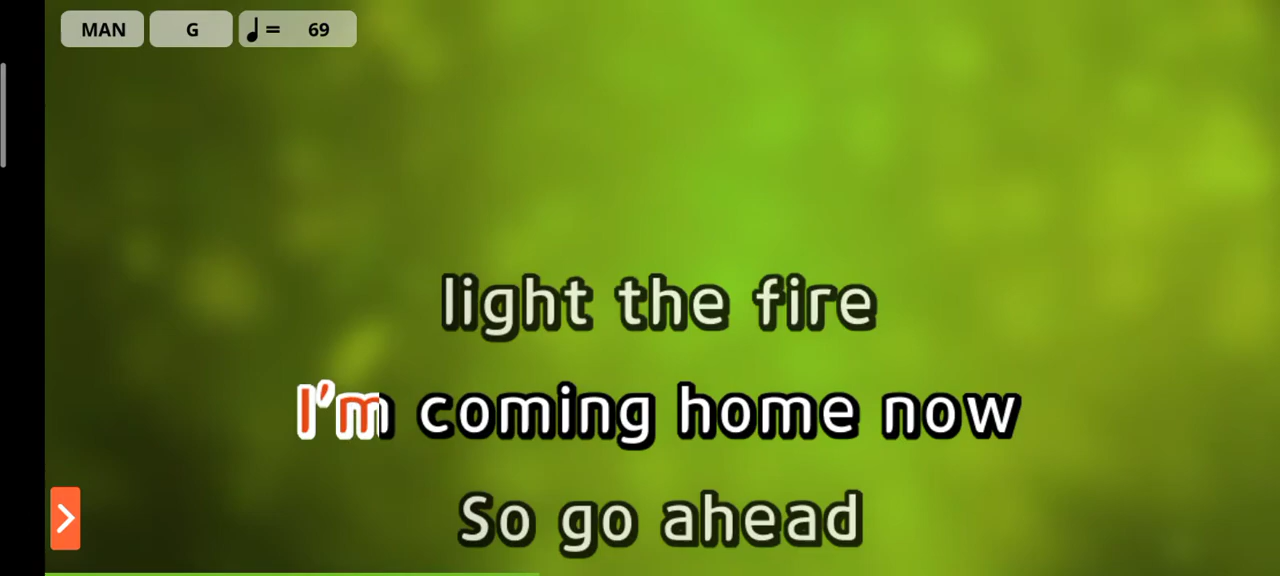 MAN G ♩= 69
light the fire
I'm coming home now
So go ahead